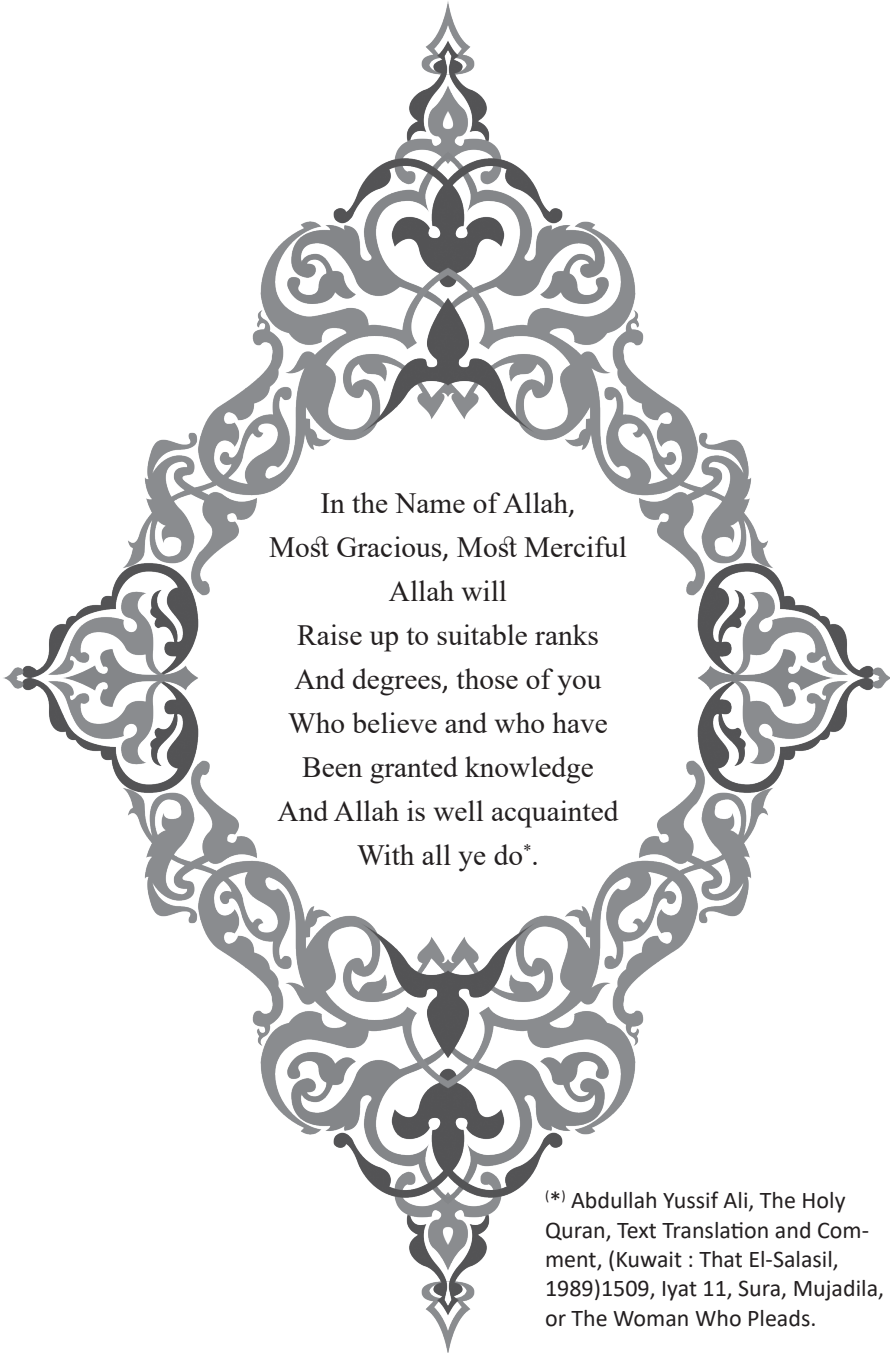 In the Name of Allah,
Most Gracious, Most Merciful
Allah will
Raise up to suitable ranks
And degrees, those of you
Who believe and who have
Been granted knowledge
And Allah is well acquainted
With all ye do*.
(*) Abdullah Yussif Ali, The Holy
Quran, Text Translation and Com-
ment, (Kuwait : That El-Salasil,
1989)1509, Iyat 11, Sura, Mujadila,
or The Woman Who Pleads.